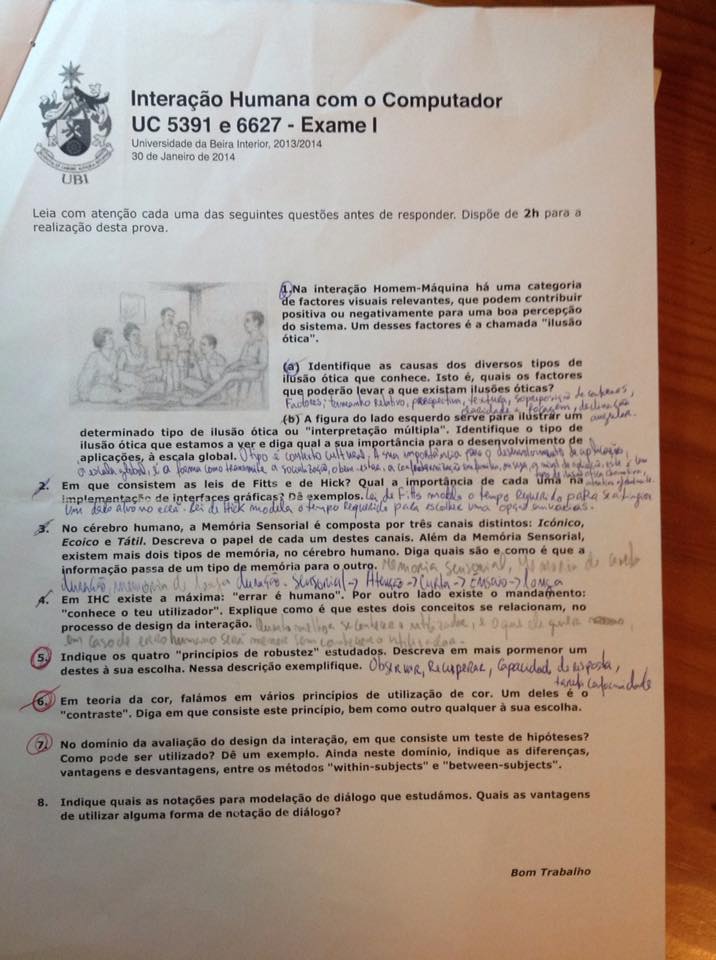 Interação Humana com o Computador
UC 5391 e 6627 - Exame I
Universidade da Beira Interior, 2013/2014
30 de Janeiro de 2014
UBI
Leia com atenção cada uma das seguintes questões antes de responder. Dispõe de 2h para a
realização desta prova.
1.Na interação Homem-Máquina há uma categoria
de factores visuais relevantes, que podem contribuir
positiva ou negativamente para uma boa percepção
do sistema. Um desses factores é a chamada "ilusão
ótica".
(a) Identifique as causas dos diversos tipos de
ilusão ótica que conhece. Isto é, quais os factores
que poderão levar a que existam ilusões óticas?
Factores; tamanho relativo, perspectiva, textura, sobreposição de contornos,
(b) A figura do lado esquerdo serve para ilustrar um
angular.
determinado tipo de ilusão ótica ou "interpretação múltipla". Identifique o tipo de
ilusão ótica que estamos a ver e diga qual a sua importância para o desenvolvimento de
aplicações, à escala global. O tipo é contexto cultural. A sua importância para o desenvolvimento de aplicações,
à escala global, é a forma como transmite a socialização, o bem estar, a
2. Em que consistem as leis de Fitts e de Hick? Qual a importância de cada uma na
implementação de interfaces gráficas? Dê exemplos. Lei de Fitts modela o tempo requerido para se atingir
um dado alvo no ecrã. Lei de Hick modela o tempo requerido para escolher uma opção
3. No cérebro humano, a Memória Sensorial é composta por três canais distintos: Icónico,
Ecoico e Tátil. Descreva o papel de cada um destes canais. Além da Memória Sensorial,
existem mais dois tipos de memória, no cérebro humano. Diga quais são e como é que a
informação passa de um tipo de memória para o outro. Memoria sensorial, Memoria de curta
duração, memoria de longa duração. Sensorial → Atenção → Curta → Ensaio → longa
4. Em IHC existe a máxima: "errar é humano". Por outro lado existe o mandamento:
"conhece o teu utilizador". Explique como é que estes dois conceitos se relacionam, no
processo de design da interação. Quanto melhor se conhece o utilizador, e o que ele quer
em caso de erro humano será menor sem conhecer o utilizador.
5. Indique os quatro "princípios de robustez" estudados. Descreva em mais pormenor um
destes à sua escolha. Nessa descrição exemplifique. Observar, Recuperar, Capacidade de resposta,
tarefa conformidade
6. Em teoria da cor, falámos em vários princípios de utilização de cor. Um deles é o
"contraste". Diga em que consiste este princípio, bem como outro qualquer à sua escolha.
7. No domínio da avaliação do design da interação, em que consiste um teste de hipóteses?
Como pode ser utilizado? Dê um exemplo. Ainda neste domínio, indique as diferenças,
vantagens e desvantagens, entre os métodos "within-subjects" e "between-subjects".
8. Indique quais as notações para modelação de diálogo que estudámos. Quais as vantagens
de utilizar alguma forma de notação de diálogo?
Bom Trabalho